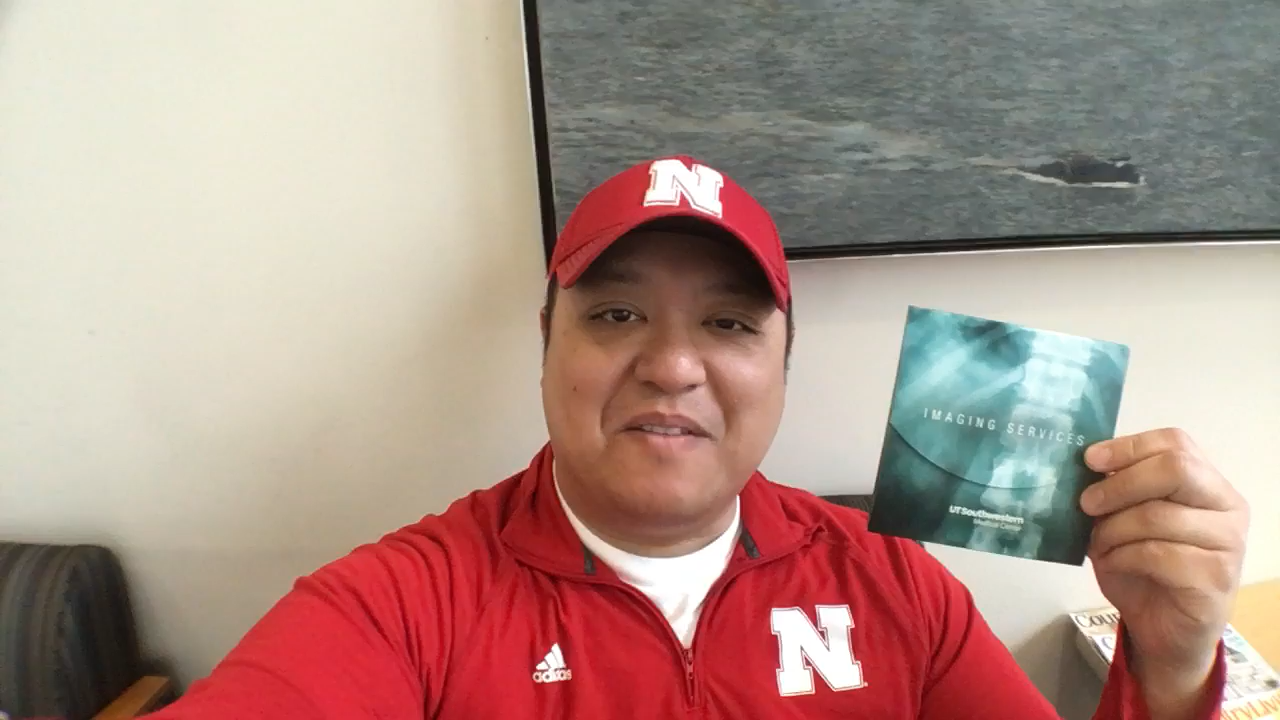 N
IMAGING SERVICES
UTSouthwestern
Medical Center
adidas
N